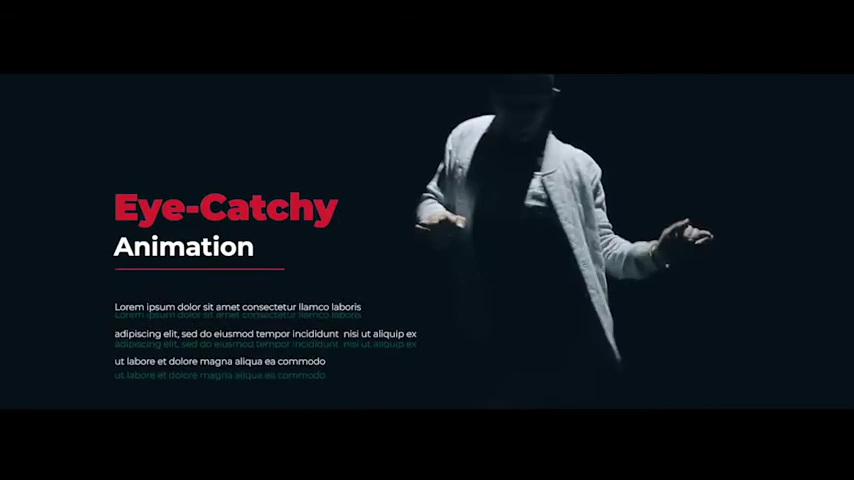 Eye-Catchy
Animation
Lorem ipsum dolor sit amet consectetur llamco laboris
Lorem ipsum dolor sit amet consectetur llamco laboris
adipiscing elit, sed do eiusmod tempor incididunt nisi ut aliquip ex
adipiscing elit, sed do eiusmod tempor incididunt nisi ut aliquip ex
ut labore et dolore magna aliqua ea commodo
ut labore et dolore magna aliqua ea commodo